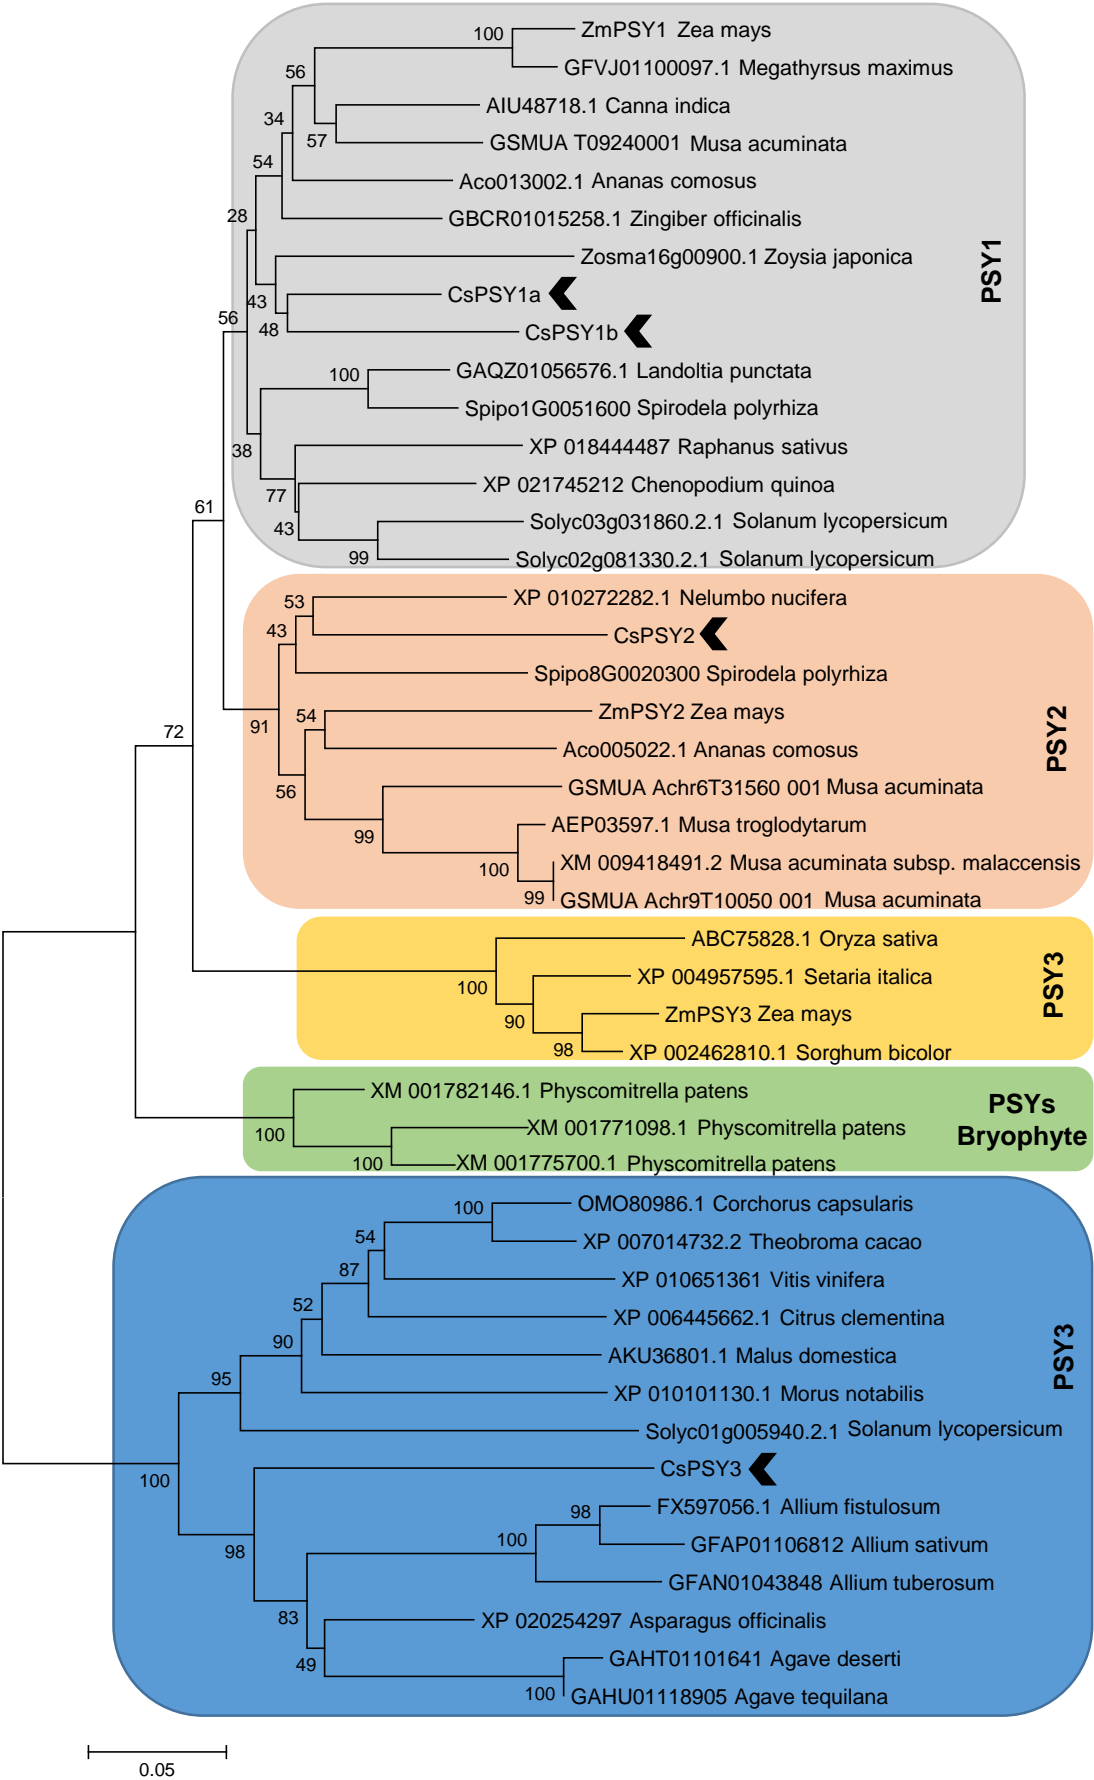 100
ZmPSY1 Zea mays
GFVJ01100097.1 Megathyrsus maximus
56
AIU48718.1 Canna indica
34
57
GSMUA T09240001 Musa acuminata
54
Aco013002.1 Ananas comosus
28
GBCR01015258.1 Zingiber officinalis
Zosma16g00900.1 Zoysia japonica
PSY1
43
CsPSY1a
56
48
CsPSY1b
100
GAQZ01056576.1 Landoltia punctata
Spipo1G0051600 Spirodela polyrhiza
38
XP 018444487 Raphanus sativus
77
XP 021745212 Chenopodium quinoa
61
43
Solyc03g031860.2.1 Solanum lycopersicum
99
Solyc02g081330.2.1 Solanum lycopersicum
53
XP 010272282.1 Nelumbo nucifera
43
CsPSY2
Spipo8G0020300 Spirodela polyrhiza
91
54
ZmPSY2 Zea mays
72
Aco005022.1 Ananas comosus
PSY2
56
GSMUA Achr6T31560 001 Musa acuminata
99
AEP03597.1 Musa troglodytarum
100
XM 009418491.2 Musa acuminata subsp. malaccensis
99
GSMUA Achr9T10050 001 Musa acuminata
ABC75828.1 Oryza sativa
100
XP 004957595.1 Setaria italica
PSY3
90
ZmPSY3 Zea mays
98
XP 002462810.1 Sorghum bicolor
XM 001782146.1 Physcomitrella patens
PSYs
Bryophyte
100
XM 001771098.1 Physcomitrella patens
100
XM 001775700.1 Physcomitrella patens
100
OMO80986.1 Corchorus capsularis
54
XP 007014732.2 Theobroma cacao
87
XP 010651361 Vitis vinifera
52
XP 006445662.1 Citrus clementina
90
AKU36801.1 Malus domestica
PSY3
95
XP 010101130.1 Morus notabilis
Solyc01g005940.2.1 Solanum lycopersicum
100
CsPSY3
98
FX597056.1 Allium fistulosum
100
GFAP01106812 Allium sativum
98
GFAN01043848 Allium tuberosum
83
XP 020254297 Asparagus officinalis
49
GAHT01101641 Agave deserti
100
GAHU01118905 Agave tequilana
0.05